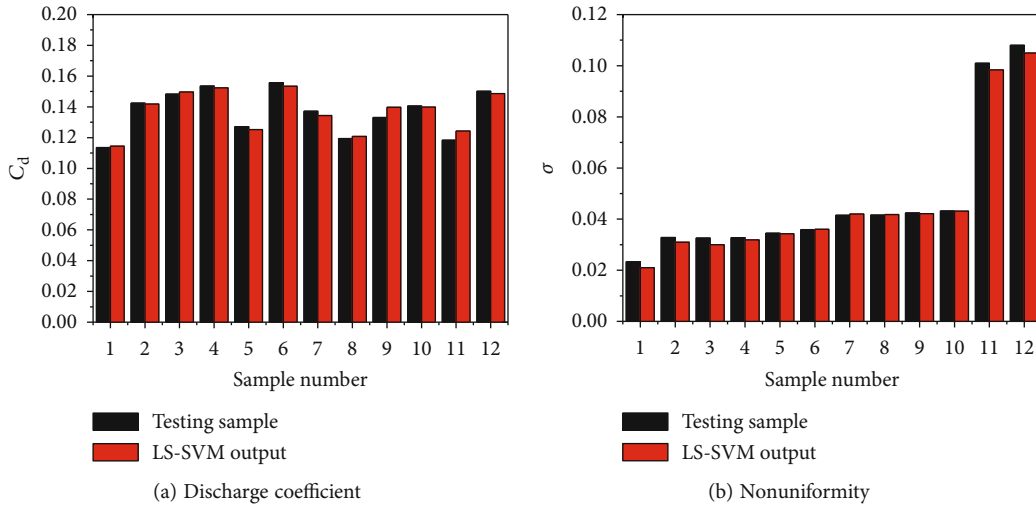 0.20
0.18
0.16
0.14
0.12
0.10
0.08
0.06
0.04
0.02
0.00
C_d
1 2 3 4 5 6 7 8 9 10 11 12
Sample number
Testing sample
LS-SVM output
(a) Discharge coefficient
0.12
0.10
0.08
0.06
0.04
0.02
0.00
σ
1 2 3 4 5 6 7 8 9 10 11 12
Sample number
Testing sample
LS-SVM output
(b) Nonuniformity